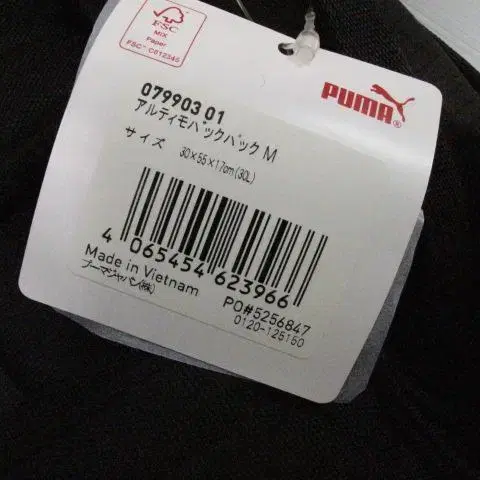 FSC
MIX
Paper
FSC™ C012345
PUMA®
079903 01
アルティモバックパック M
サイズ 30×55×17cm(30L)
4 065454 623966
Made in Vietnam
プーマジャパン(株)
PO#5256847
0120-125150